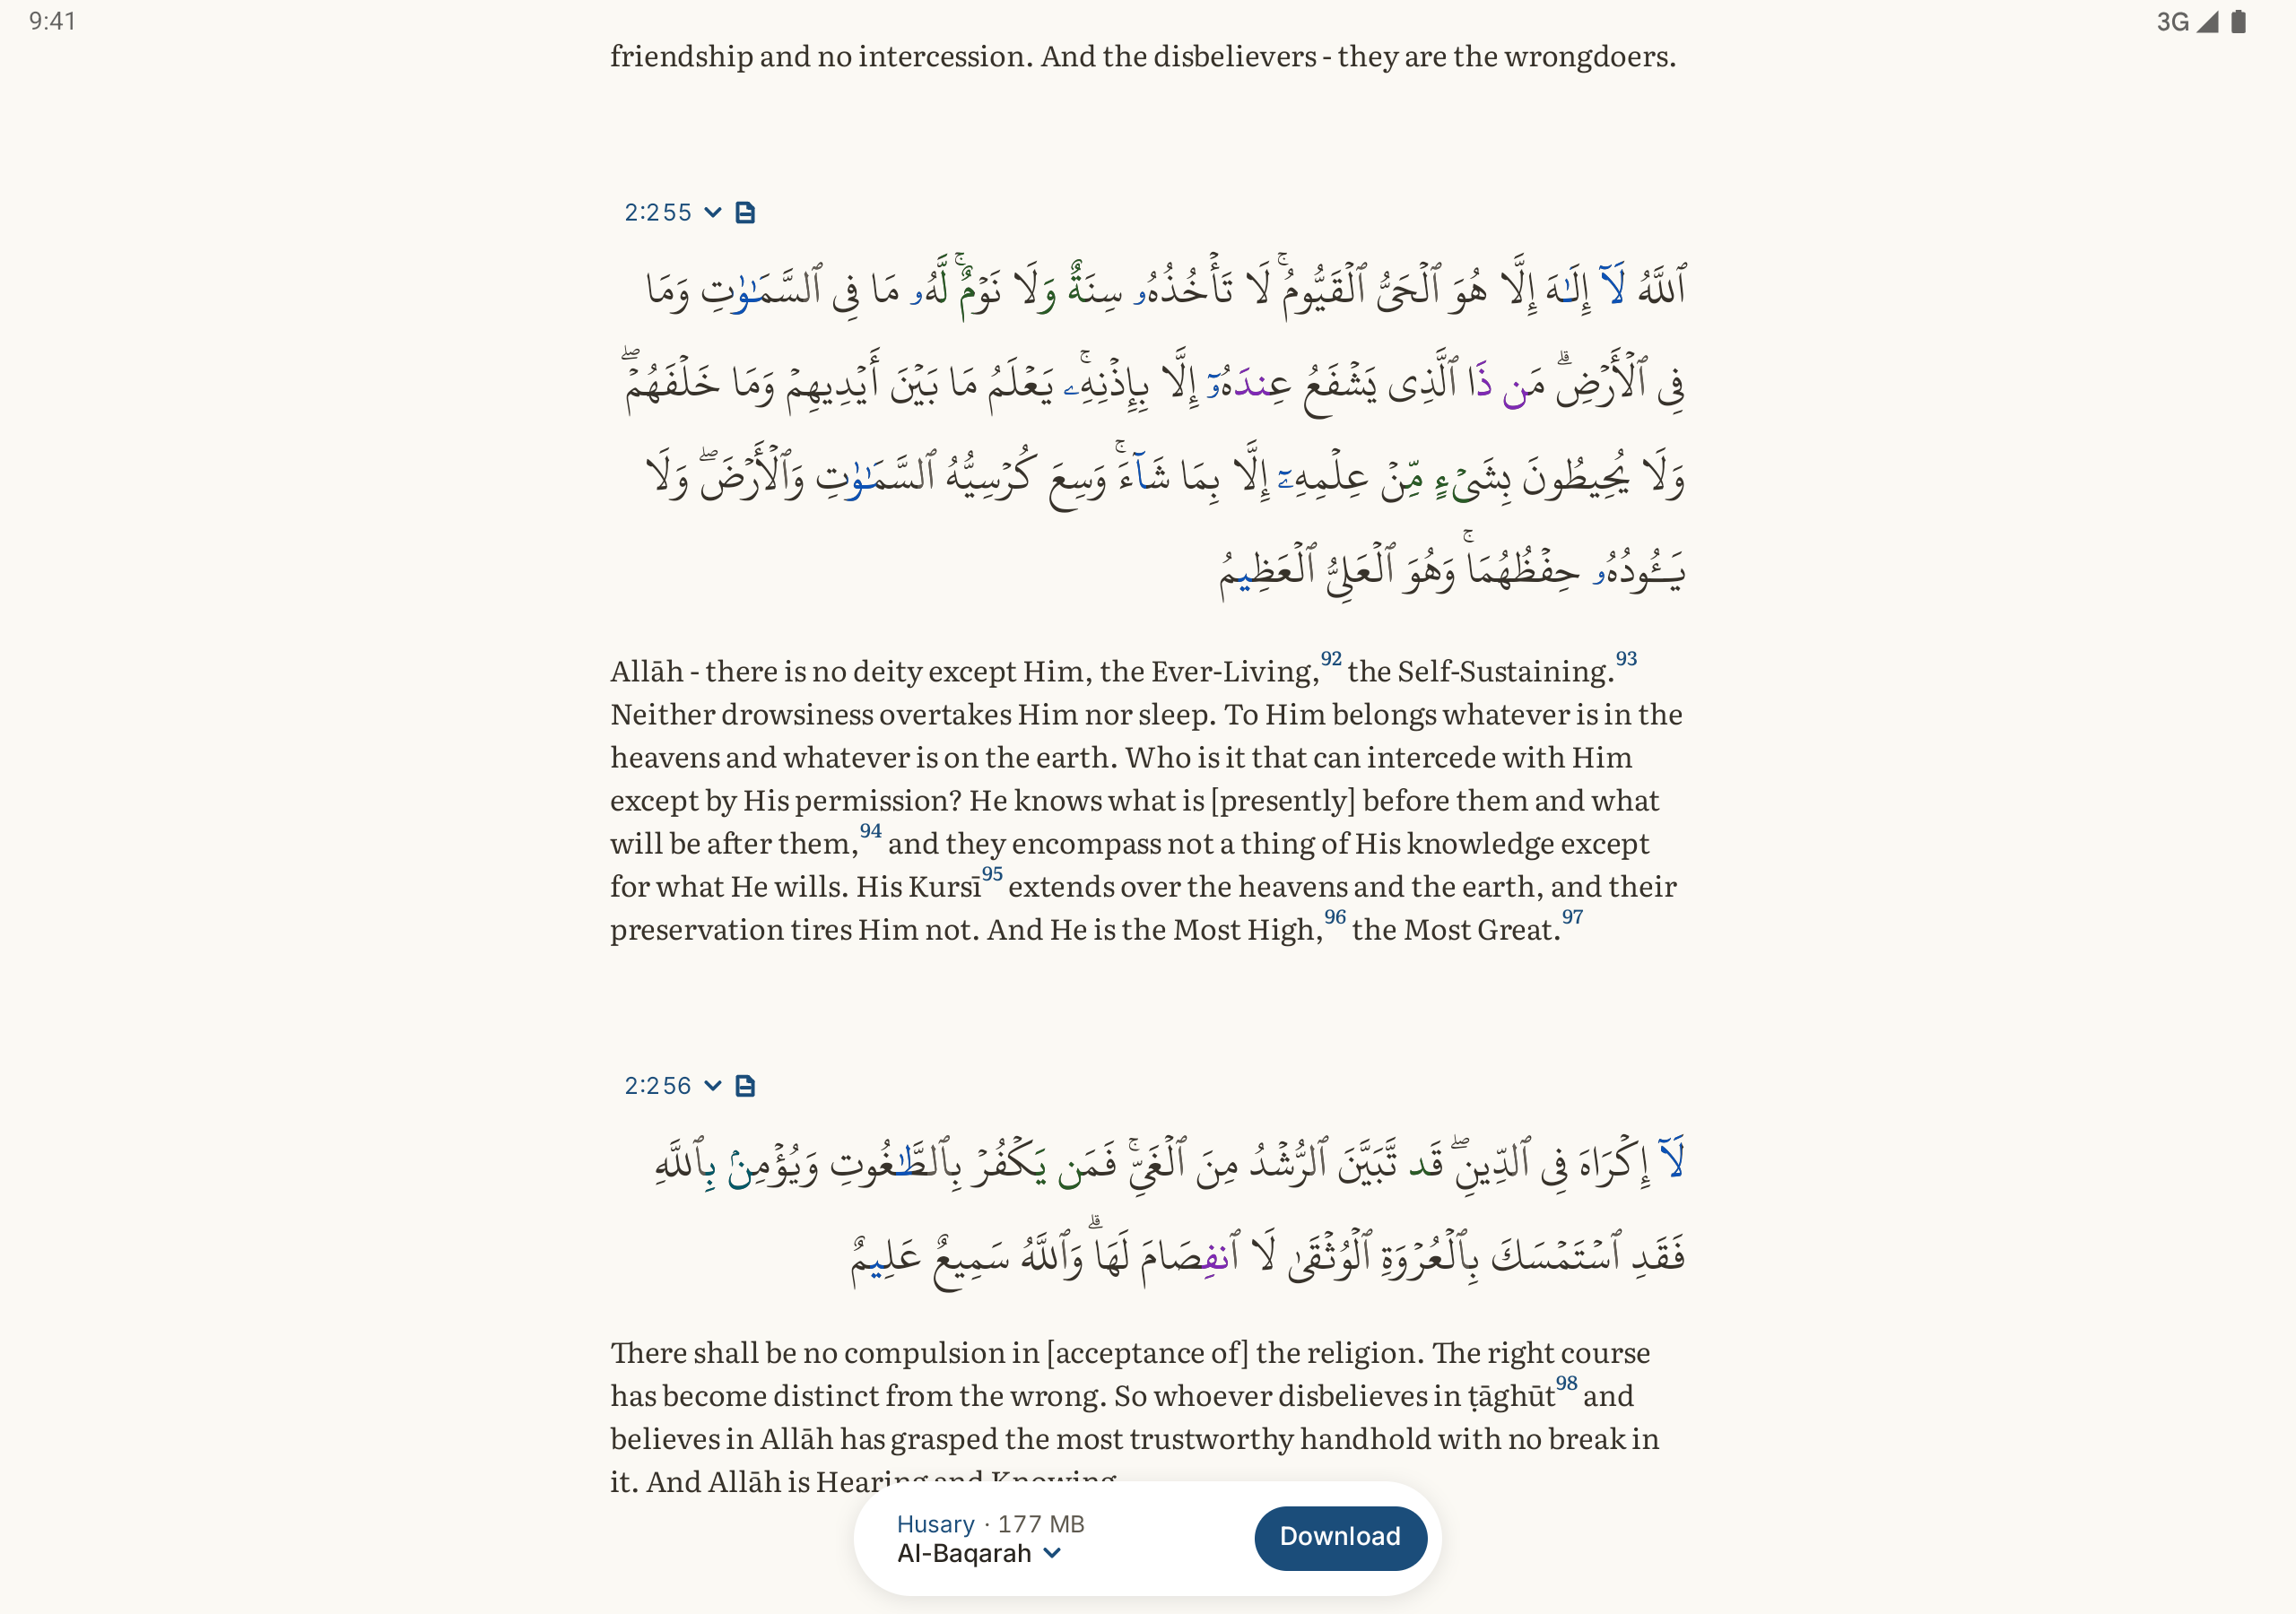 9:41
3G
friendship and no intercession. And the disbelievers - they are the wrongdoers.
2:255
ٱللَّهُ لَآ إِلَـٰهَ إِلَّا هُوَ ٱلْحَىُّ ٱلْقَيُّومُ ۚ لَا تَأْخُذُهُۥ سِنَةٌ وَلَا نَوْمٌ ۚ لَّهُۥ مَا فِى ٱلسَّمَـٰوَٰتِ وَمَا
فِى ٱلْأَرْضِ ۗ مَن ذَا ٱلَّذِى يَشْفَعُ عِندَهُۥٓ إِلَّا بِإِذْنِهِۦ ۚ يَعْلَمُ مَا بَيْنَ أَيْدِيهِمْ وَمَا خَلْفَهُمْ ۖ
وَلَا يُحِيطُونَ بِشَىْءٍ مِّنْ عِلْمِهِۦٓ إِلَّا بِمَا شَآءَ ۚ وَسِعَ كُرْسِيُّهُ ٱلسَّمَـٰوَٰتِ وَٱلْأَرْضَ ۖ وَلَا
يَـُٔودُهُۥ حِفْظُهُمَا ۚ وَهُوَ ٱلْعَلِىُّ ٱلْعَظِيمُ
Allāh - there is no deity except Him, the Ever-Living,92 the Self-Sustaining.93
Neither drowsiness overtakes Him nor sleep. To Him belongs whatever is in the
heavens and whatever is on the earth. Who is it that can intercede with Him
except by His permission? He knows what is [presently] before them and what
will be after them,94 and they encompass not a thing of His knowledge except
for what He wills. His Kursī95 extends over the heavens and the earth, and their
preservation tires Him not. And He is the Most High,96 the Most Great.97
2:256
لَآ إِكْرَاهَ فِى ٱلدِّينِ ۖ قَد تَّبَيَّنَ ٱلرُّشْدُ مِنَ ٱلْغَىِّ ۚ فَمَن يَكْفُرْ بِٱلطَّـٰغُوتِ وَيُؤْمِنۢ بِٱللَّهِ
فَقَدِ ٱسْتَمْسَكَ بِٱلْعُرْوَةِ ٱلْوُثْقَىٰ لَا ٱنفِصَامَ لَهَا ۗ وَٱللَّهُ سَمِيعٌ عَلِيمٌ
There shall be no compulsion in [acceptance of] the religion. The right course
has become distinct from the wrong. So whoever disbelieves in ṭāghūt98 and
believes in Allāh has grasped the most trustworthy handhold with no break in
it. And Allāh is Hearing and Knowing.
Husary · 177 MB
Al-Baqarah
Download